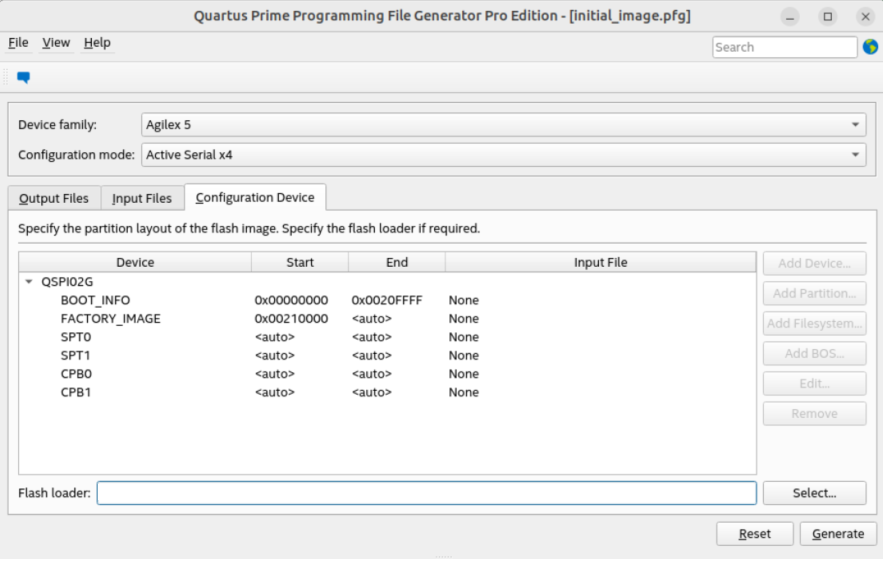 Quartus Prime Programming File Generator Pro Edition - [initial_image.pfg]
File View Help
Search
Device family: Agilex 5
Configuration mode: Active Serial x4
Output Files Input Files Configuration Device
Specify the partition layout of the flash image. Specify the flash loader if required.
Device Start End Input File
QSPI02G
BOOT_INFO 0x00000000 0x0020FFFF None
FACTORY_IMAGE 0x00210000 <auto> None
SPT0 <auto> <auto> None
SPT1 <auto> <auto> None
CPB0 <auto> <auto> None
CPB1 <auto> <auto> None
Add Device...
Add Partition...
Add Filesystem...
Add BOS...
Edit...
Remove
Flash loader: Select...
Reset Generate